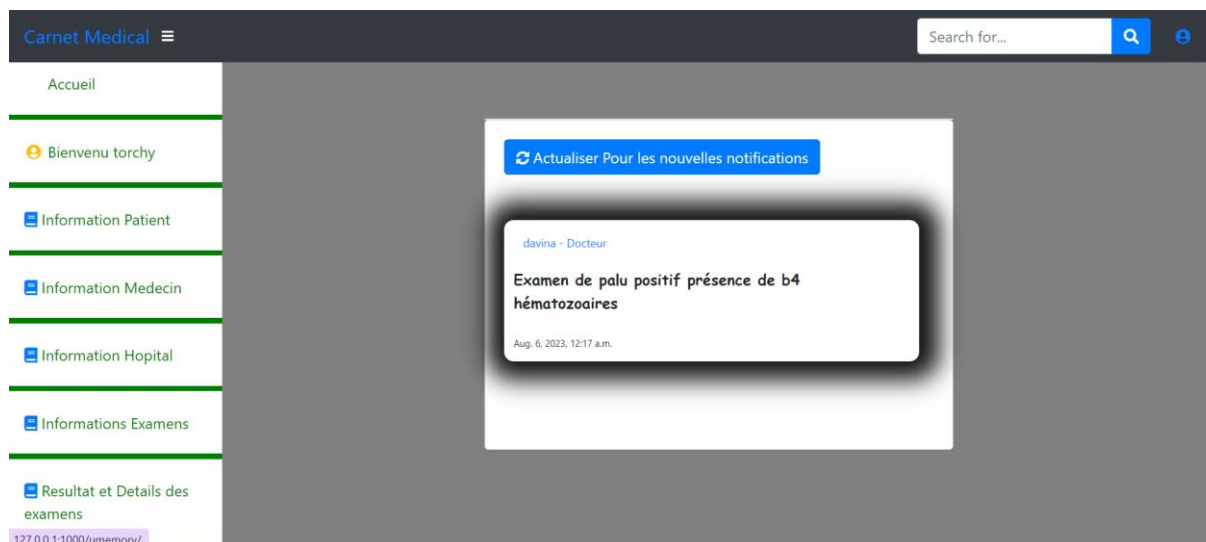 Carnet Medical
Search for...
Accueil
Bienvenu torchy
Information Patient
Information Medecin
Information Hopital
Informations Examens
Resultat et Details des
examens
127.0.0.1:1000/umemory/
Actualiser Pour les nouvelles notifications
davina - Docteur
Examen de palu positif présence de b4
hématozoaires
Aug. 6, 2023, 12:17 a.m.